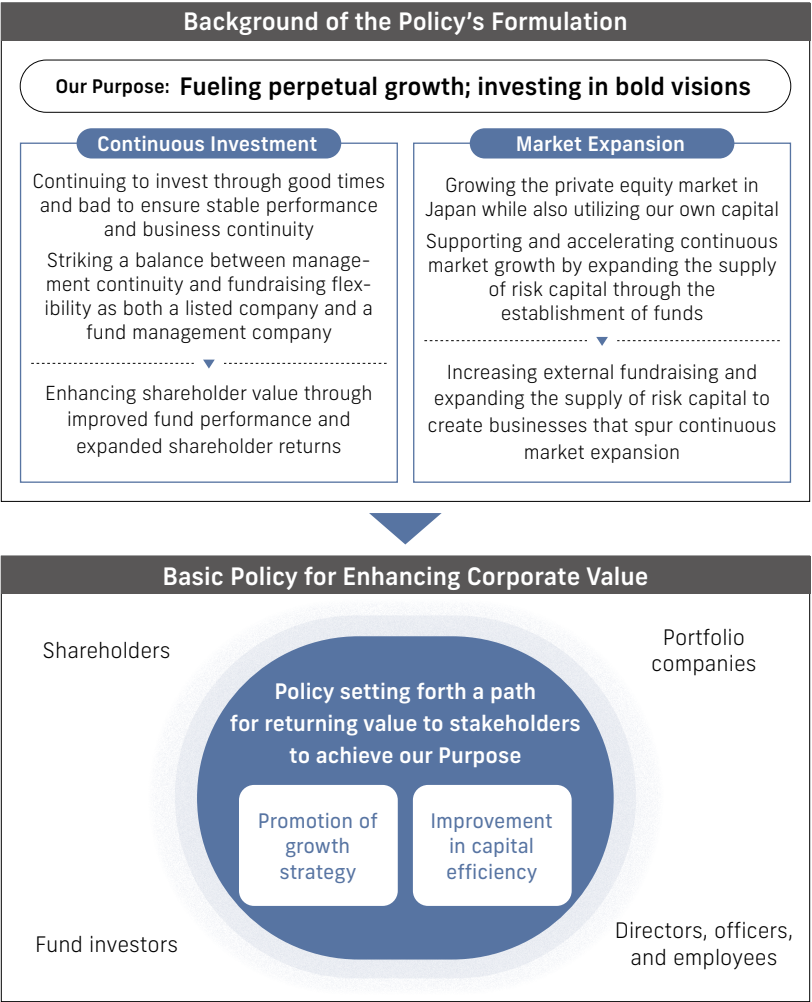 Background of the Policy's Formulation
Our Purpose: Fueling perpetual growth; investing in bold visions
Continuous Investment
Continuing to invest through good times
and bad to ensure stable performance
and business continuity
Striking a balance between manage-
ment continuity and fundraising flex-
ibility as both a listed company and a
fund management company
Enhancing shareholder value through
improved fund performance and
expanded shareholder returns
Market Expansion
Growing the private equity market in
Japan while also utilizing our own capital
Supporting and accelerating continuous
market growth by expanding the supply
of risk capital through the
establishment of funds
Increasing external fundraising and
expanding the supply of risk capital to
create businesses that spur continuous
market expansion
Basic Policy for Enhancing Corporate Value
Shareholders
Portfolio
companies
Policy setting forth a path
for returning value to stakeholders
to achieve our Purpose
Promotion of
growth
strategy
Improvement
in capital
efficiency
Fund investors
Directors, officers,
and employees